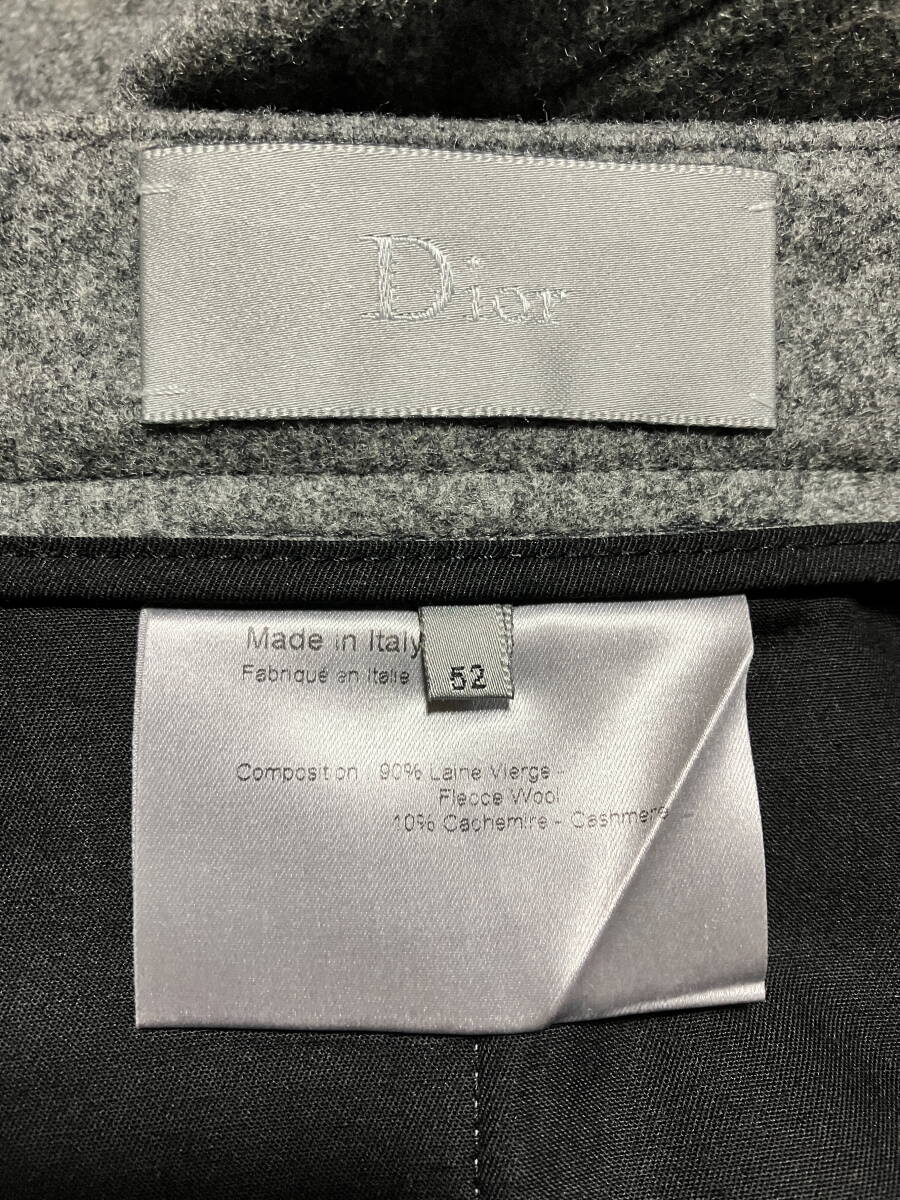 Dior
Made in Italy
Fabriqué en Italie
52
Composition 90% Laine Vierge -
Fleece Wool
10% Cachemire - Cashmere -